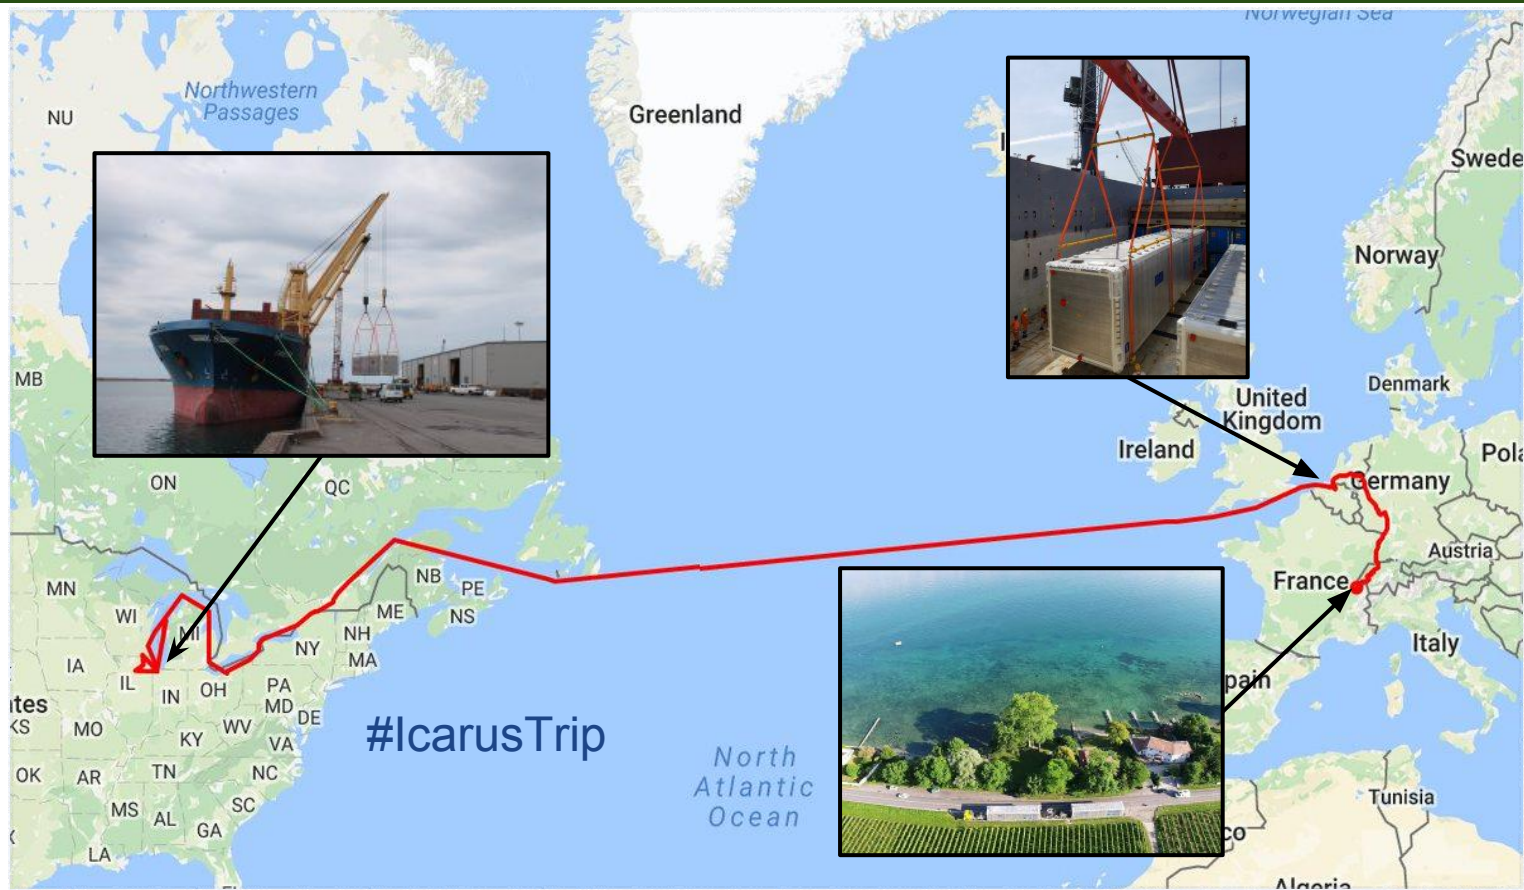 Norwegian Sea
Northwestern
Passages
NU
Greenland
Swede
Norway
MB
Denmark
United
Kingdom
Ireland
Pola
ON
QC
Germany
Austria
MN
NB
PE
France
WI
ME
NS
MI
NH
NY
MA
Italy
IA
IL
IN
OH
PA
MD
DE
pain
tes
KS
MO
WV
KY
VA
#IcarusTrip
North
Atlantic
Ocean
OK
AR
TN
NC
Tunisia
MS
AL
SC
GA
co
LA
Algeria